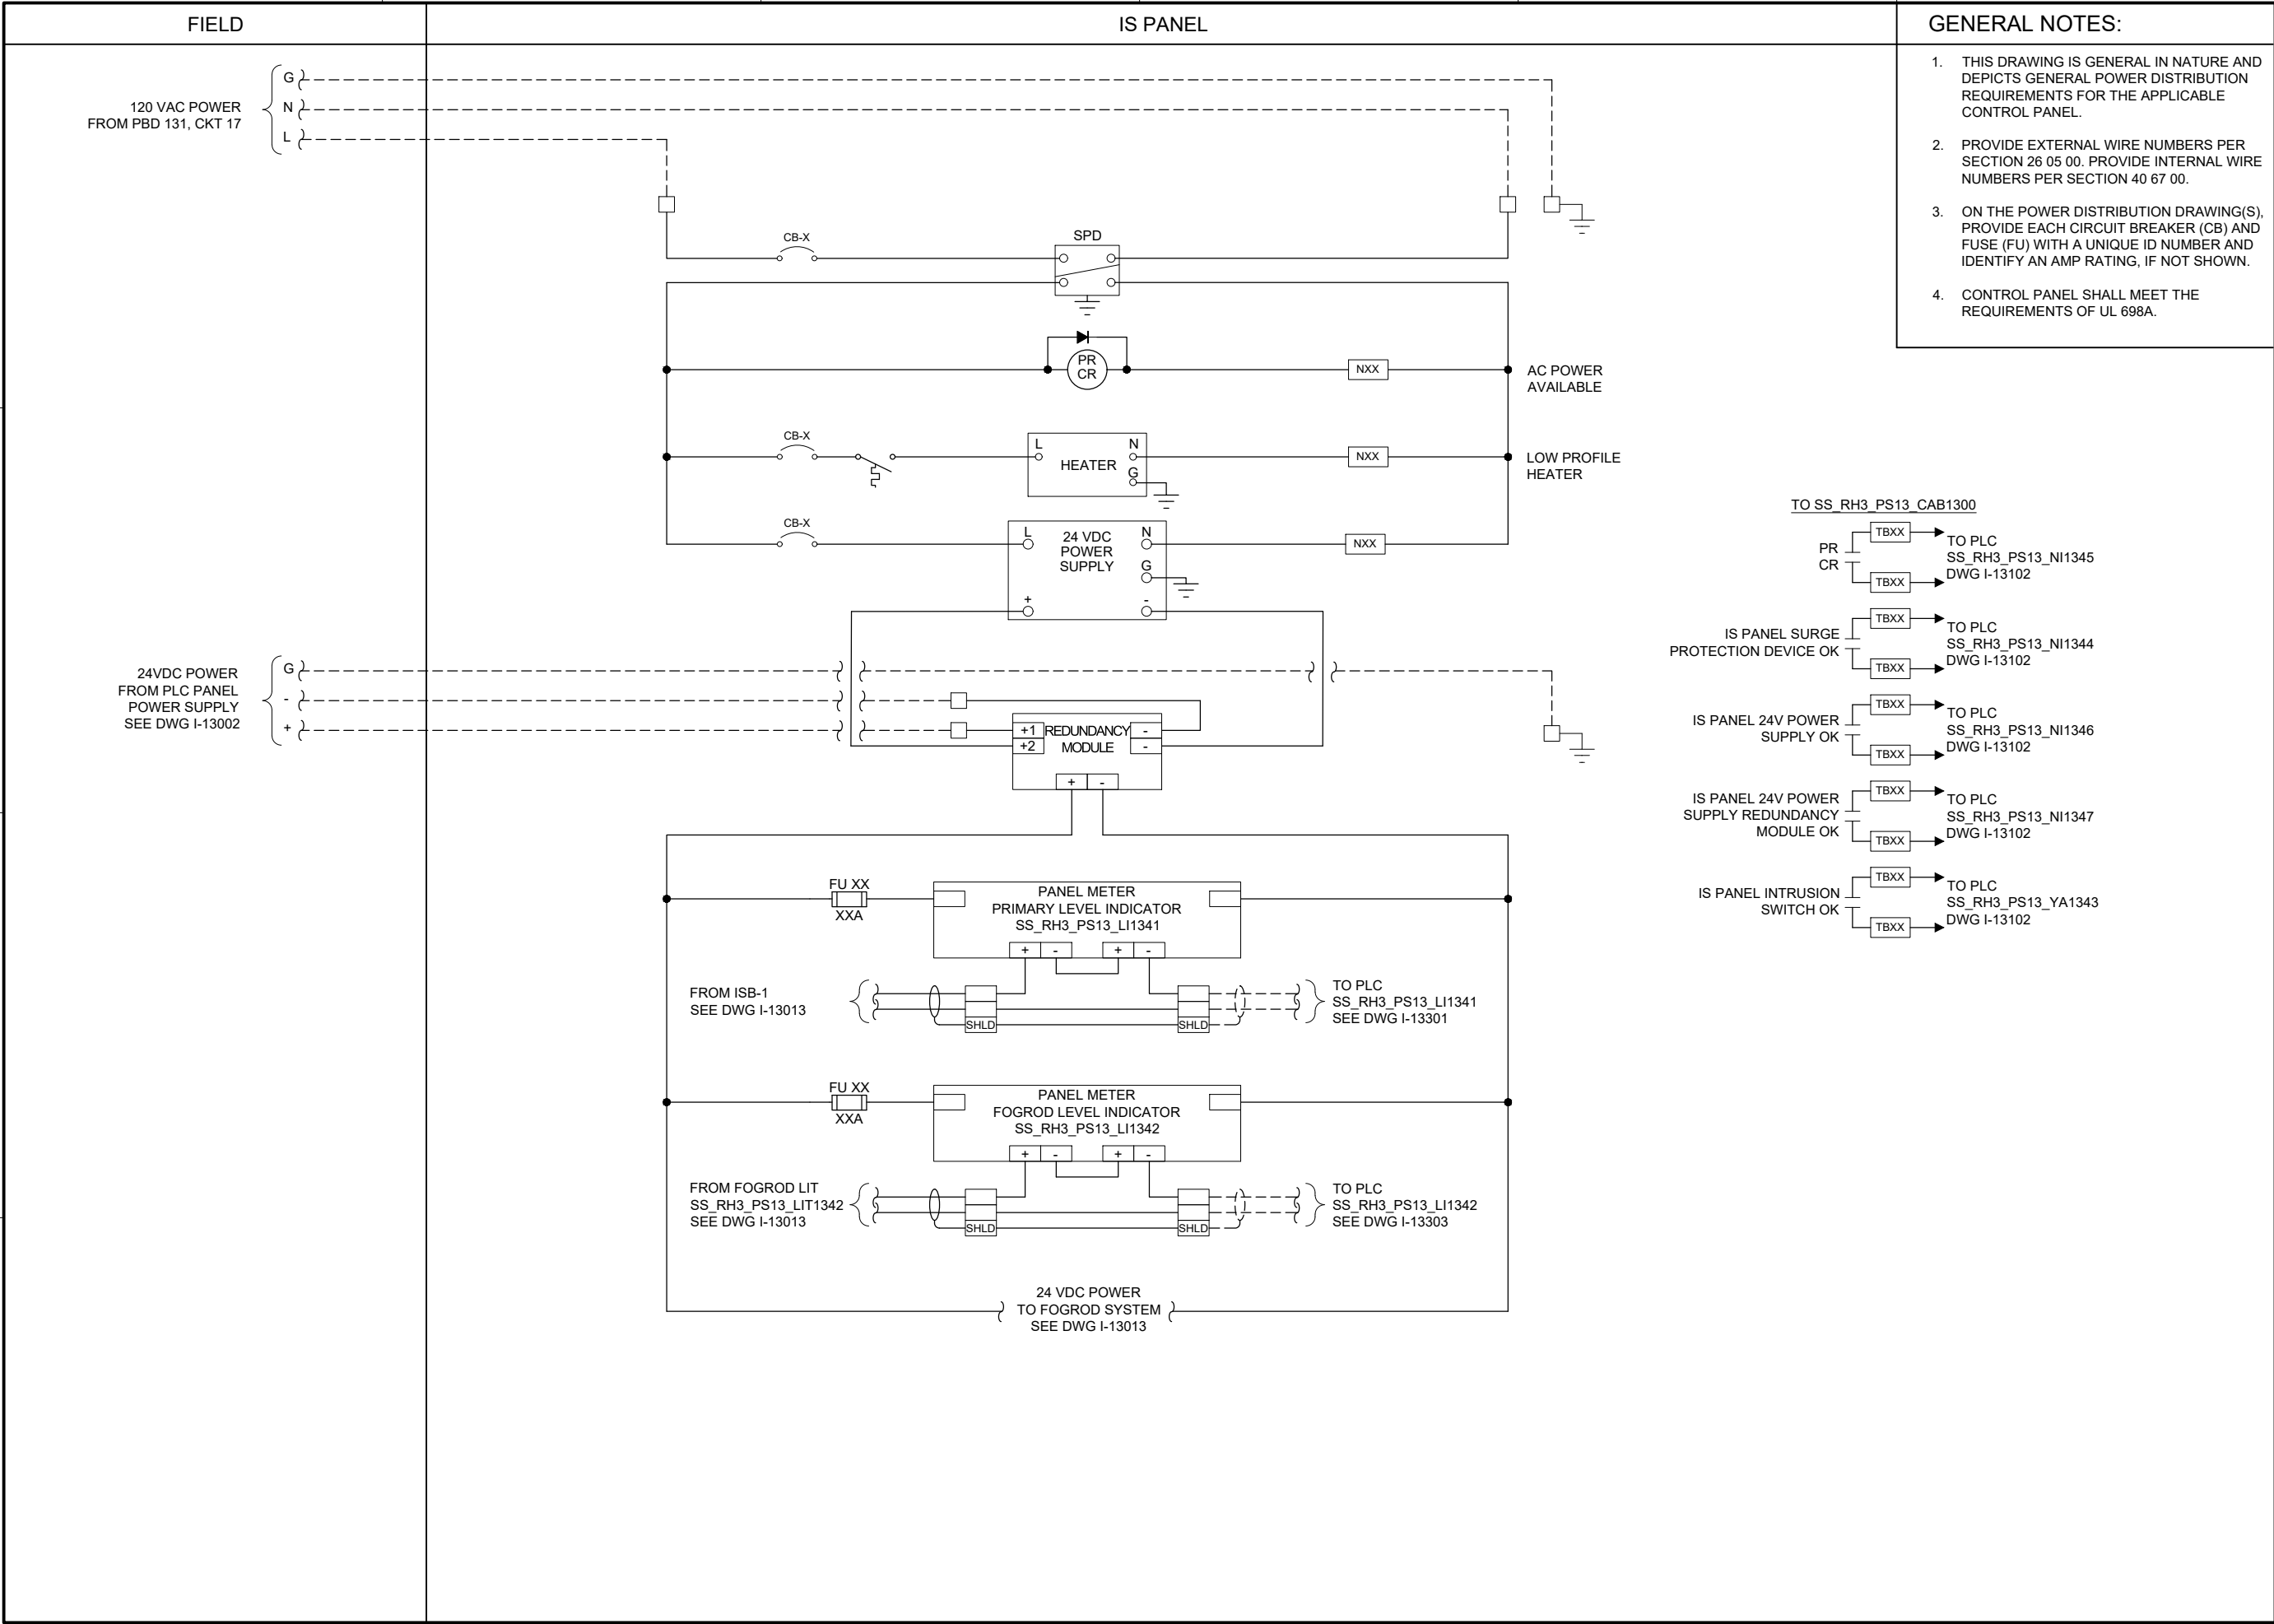 FIELD
IS PANEL
GENERAL NOTES:
1. THIS DRAWING IS GENERAL IN NATURE AND
DEPICTS GENERAL POWER DISTRIBUTION
REQUIREMENTS FOR THE APPLICABLE
CONTROL PANEL.
2. PROVIDE EXTERNAL WIRE NUMBERS PER
SECTION 26 05 00. PROVIDE INTERNAL WIRE
NUMBERS PER SECTION 40 67 00.
3. ON THE POWER DISTRIBUTION DRAWING(S),
PROVIDE EACH CIRCUIT BREAKER (CB) AND
FUSE (FU) WITH A UNIQUE ID NUMBER AND
IDENTIFY AN AMP RATING, IF NOT SHOWN.
4. CONTROL PANEL SHALL MEET THE
REQUIREMENTS OF UL 698A.
120 VAC POWER
FROM PBD 131, CKT 17
G
N
L
CB-X
SPD
PR
CR
NXX
AC POWER
AVAILABLE
CB-X
L
HEATER
N
G
NXX
LOW PROFILE
HEATER
CB-X
L
24 VDC
POWER
SUPPLY
N
G
+
-
NXX
24VDC POWER
FROM PLC PANEL
POWER SUPPLY
SEE DWG I-13002
G
-
+
+1
+2
REDUNDANCY
MODULE
-
-
+
-
FU XX
XXA
PANEL METER
PRIMARY LEVEL INDICATOR
SS_RH3_PS13_LI1341
+
-
+
-
FROM ISB-1
SEE DWG I-13013
SHLD
SHLD
TO PLC
SS_RH3_PS13_LI1341
SEE DWG I-13301
FU XX
XXA
PANEL METER
FOGROD LEVEL INDICATOR
SS_RH3_PS13_LI1342
+
-
+
-
FROM FOGROD LIT
SS_RH3_PS13_LIT1342
SEE DWG I-13013
SHLD
SHLD
TO PLC
SS_RH3_PS13_LI1342
SEE DWG I-13303
24 VDC POWER
TO FOGROD SYSTEM
SEE DWG I-13013
TO SS_RH3_PS13_CAB1300
PR
CR
TBXX
TBXX
TO PLC
SS_RH3_PS13_NI1345
DWG I-13102
IS PANEL SURGE
PROTECTION DEVICE OK
TBXX
TBXX
TO PLC
SS_RH3_PS13_NI1344
DWG I-13102
IS PANEL 24V POWER
SUPPLY OK
TBXX
TBXX
TO PLC
SS_RH3_PS13_NI1346
DWG I-13102
IS PANEL 24V POWER
SUPPLY REDUNDANCY
MODULE OK
TBXX
TBXX
TO PLC
SS_RH3_PS13_NI1347
DWG I-13102
IS PANEL INTRUSION
SWITCH OK
TBXX
TBXX
TO PLC
SS_RH3_PS13_YA1343
DWG I-13102